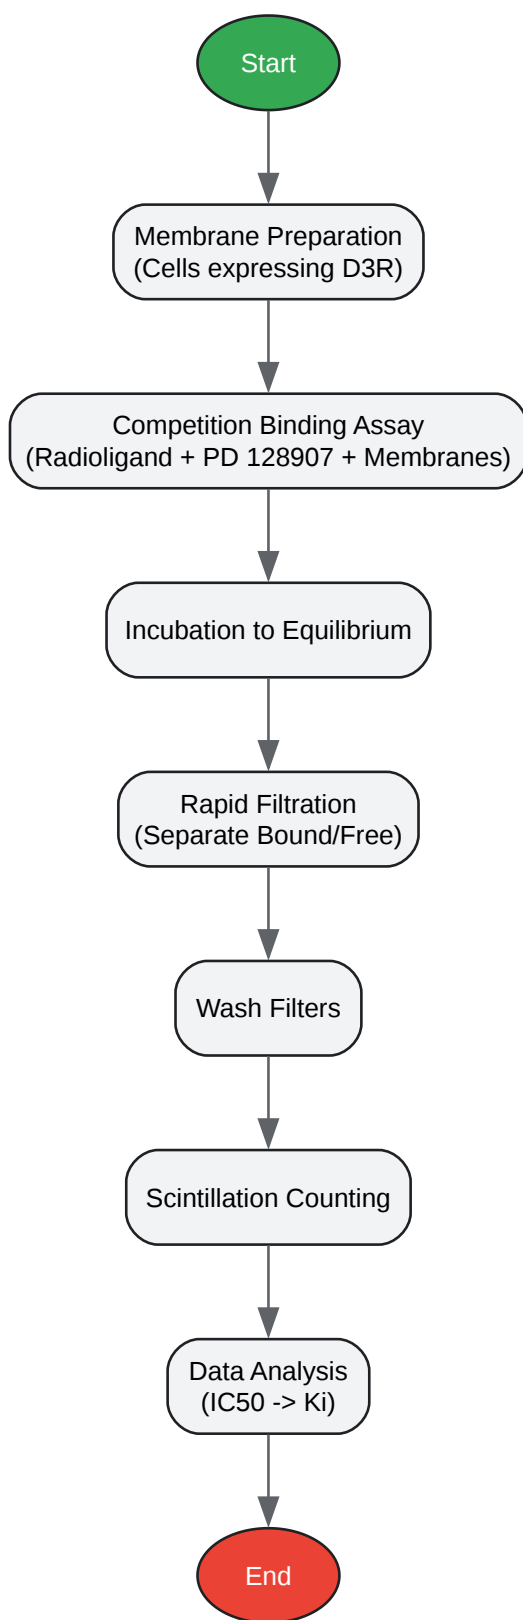 Start
Membrane Preparation
(Cells expressing D3R)
Competition Binding Assay
(Radioligand + PD 128907 + Membranes)
Incubation to Equilibrium
Rapid Filtration
(Separate Bound/Free)
Wash Filters
Scintillation Counting
Data Analysis
(IC50 -> Ki)
End